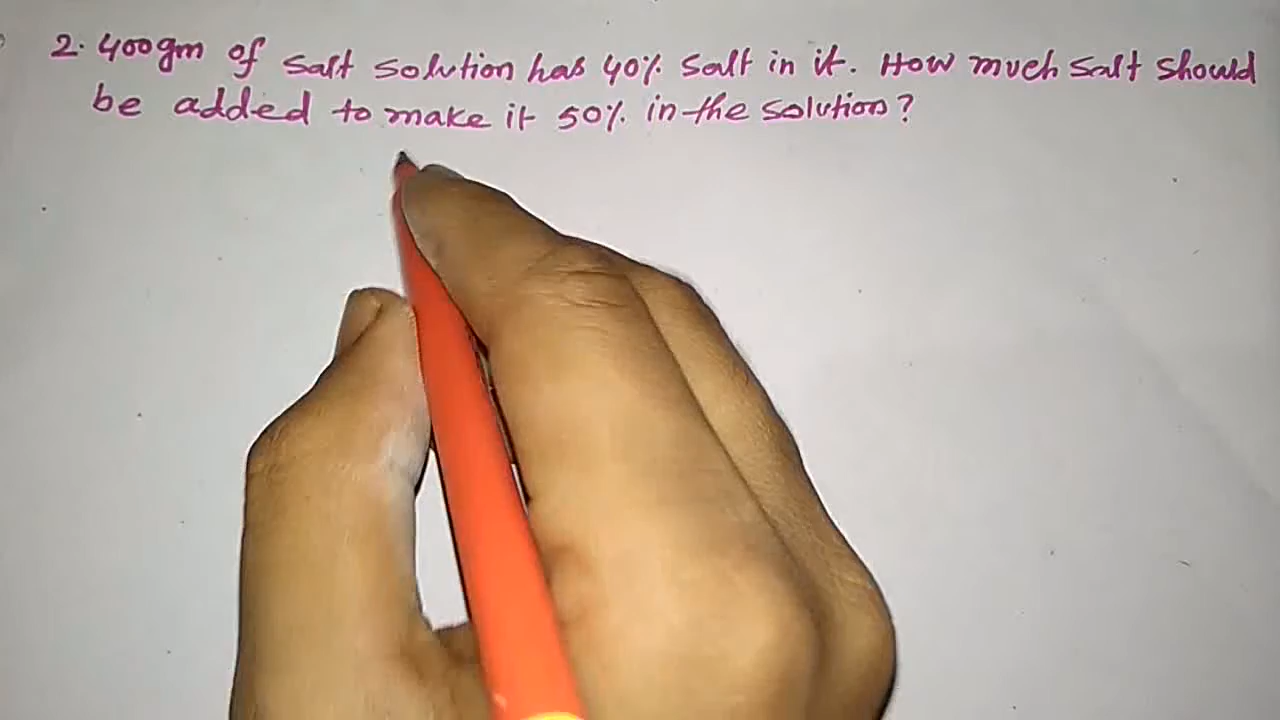 2. 400gm of salt solution has 40% salt in it. How much salt should
be added to make it 50% in the solution?